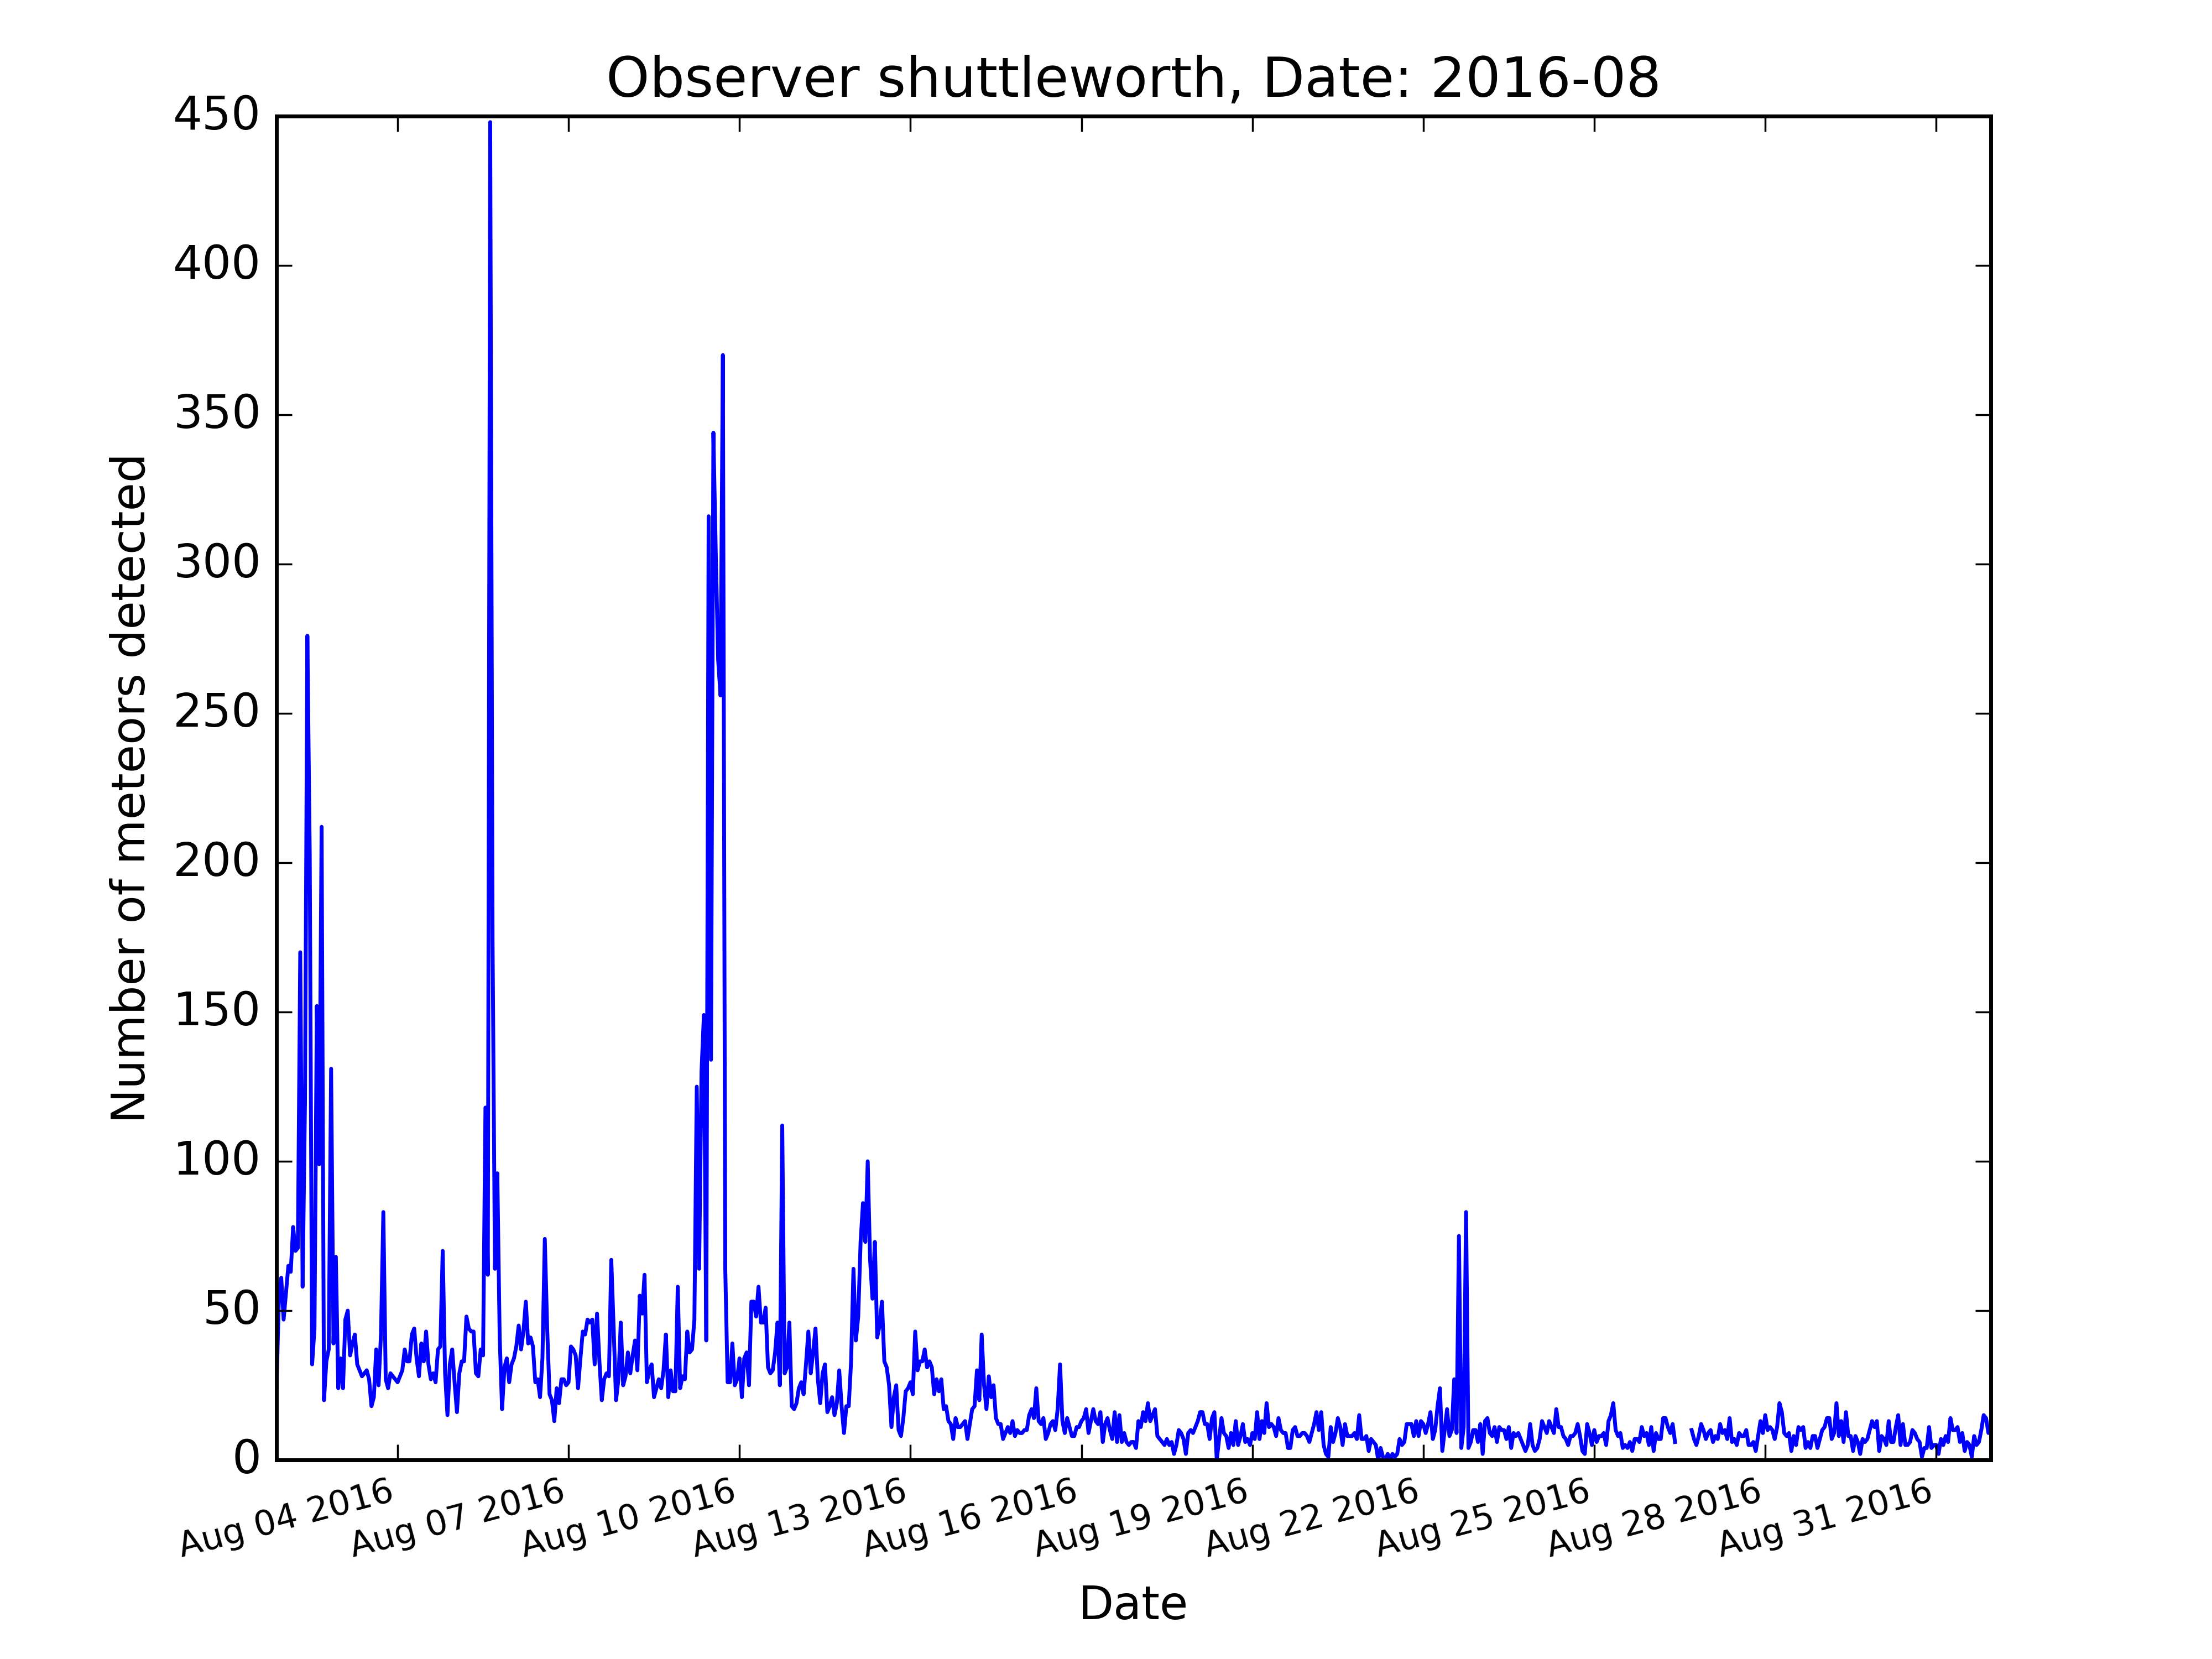 Observer shuttleworth, Date: 2016-08
450
400
350
300
250
200
150
100
50
0
Number of meteors detected
Aug 04 2016
Aug 07 2016
Aug 10 2016
Aug 13 2016
Aug 16 2016
Aug 19 2016
Aug 22 2016
Aug 25 2016
Aug 28 2016
Aug 31 2016
Date